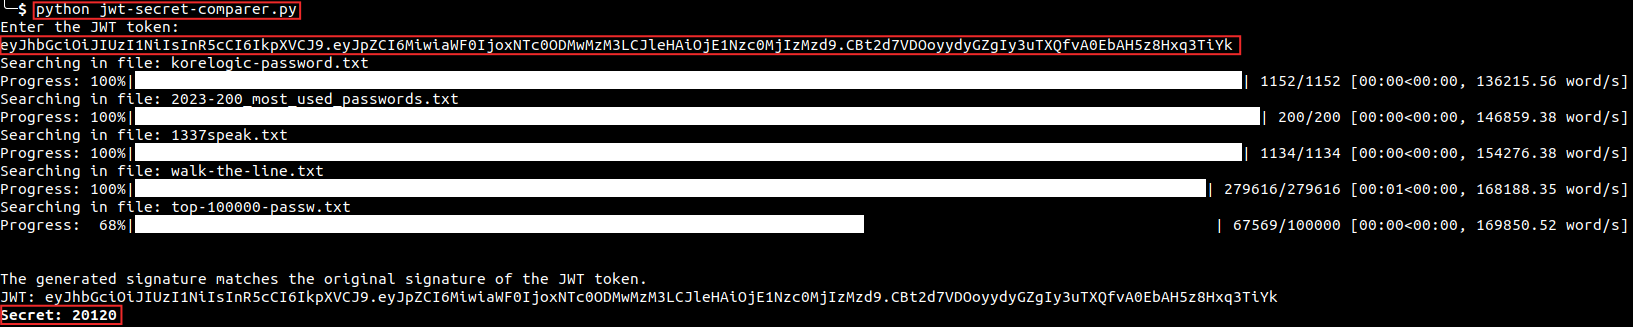 └─$ python jwt-secret-comparer.py
Enter the JWT token:
eyJhbGciOiJIUzI1NiIsInR5cCI6IkpXVCJ9.eyJpZCI6MiwiaWF0IjoxNTc0ODMwMzM3LCJleHAiOjE1Nzc0MjIzMzd9.CBt2d7VDOoyydyGZgIy3uTXQfvA0EbAH5z8Hxq3TiYk
Searching in file: korelogic-password.txt
Progress: 100%| | 1152/1152 [00:00<00:00, 136215.56 word/s]
Searching in file: 2023-200_most_used_passwords.txt
Progress: 100%| | 200/200 [00:00<00:00, 146859.38 word/s]
Searching in file: 1337speak.txt
Progress: 100%| | 1134/1134 [00:00<00:00, 154276.38 word/s]
Searching in file: walk-the-line.txt
Progress: 100%| | 279616/279616 [00:01<00:00, 168188.35 word/s]
Searching in file: top-100000-passw.txt
Progress:  68%| | 67569/100000 [00:00<00:00, 169850.52 word/s]
The generated signature matches the original signature of the JWT token.
JWT: eyJhbGciOiJIUzI1NiIsInR5cCI6IkpXVCJ9.eyJpZCI6MiwiaWF0IjoxNTc0ODMwMzM3LCJleHAiOjE1Nzc0MjIzMzd9.CBt2d7VDOoyydyGZgIy3uTXQfvA0EbAH5z8Hxq3TiYk
Secret: 20120